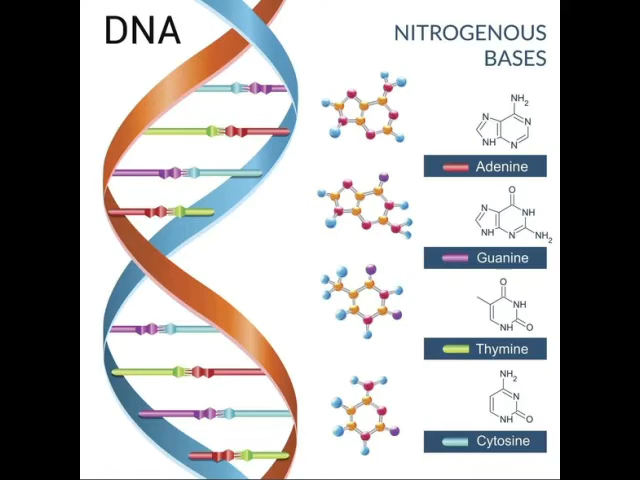 DNA
NITROGENOUS
BASES
NH₂
N
N
NH
N
Adenine
O
N
NH
NH
N
NH₂
Guanine
O
NH
NH
O
Thymine
NH₂
N
NH
O
Cytosine